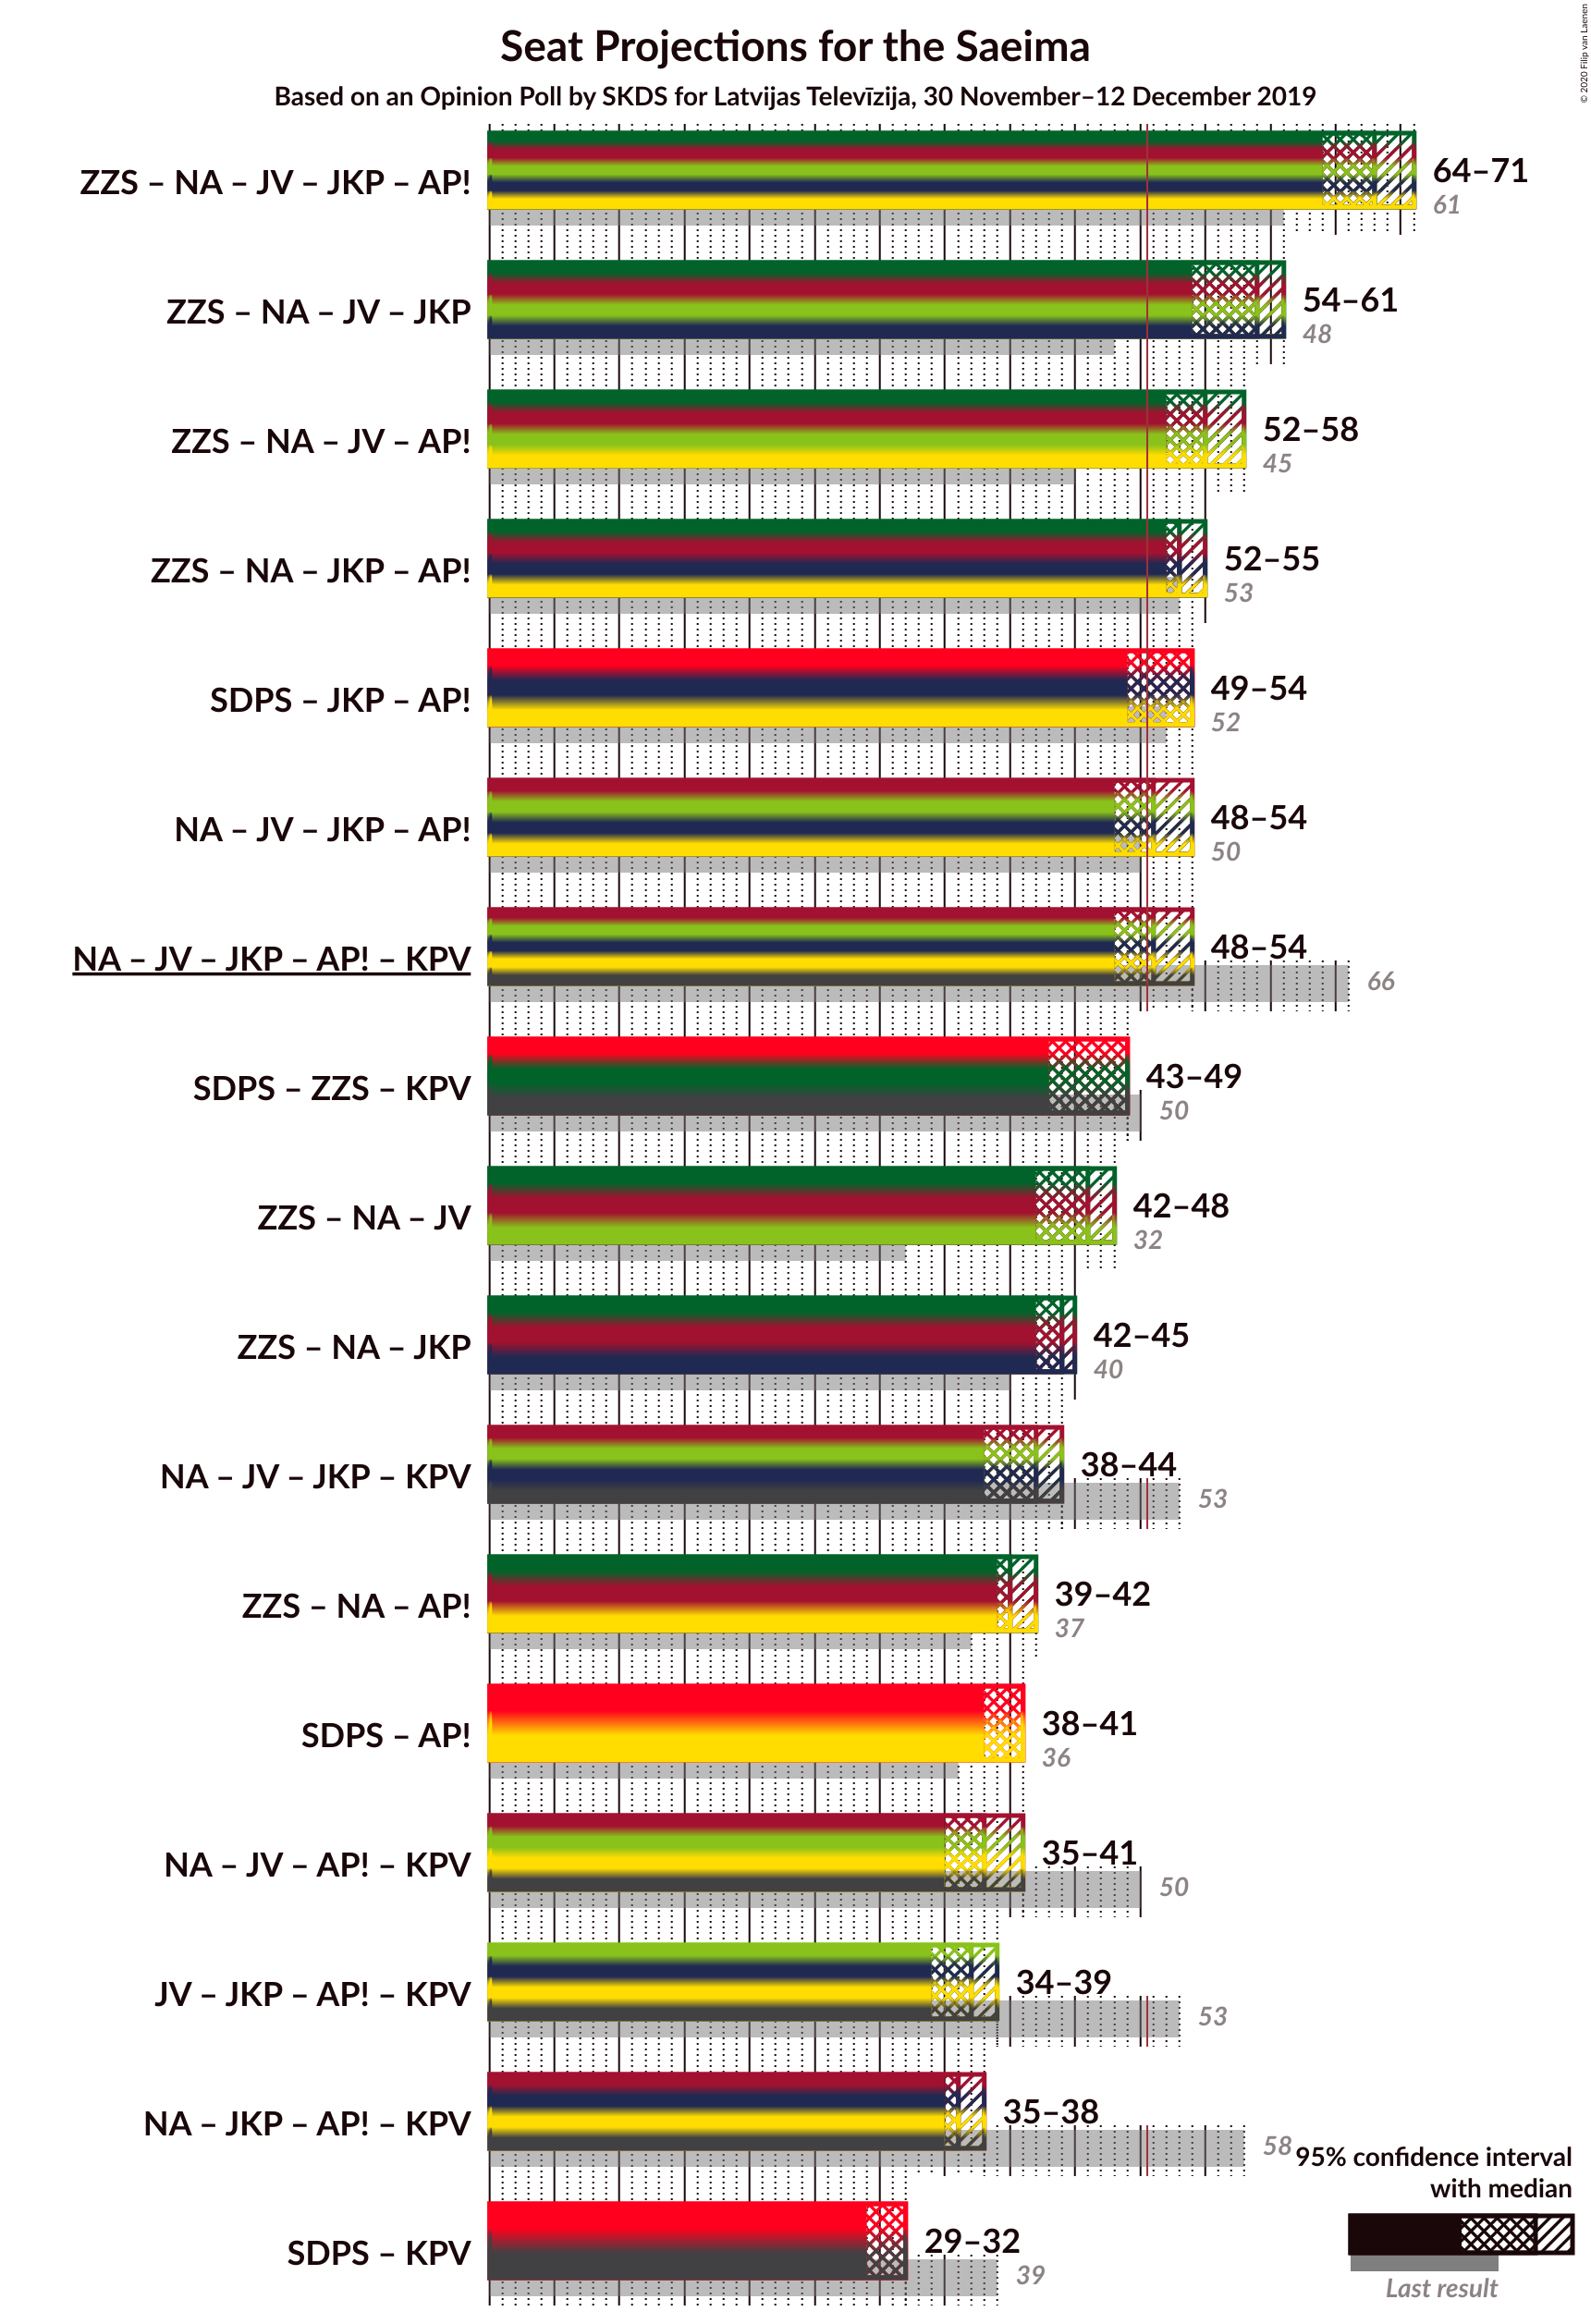 Seat Projections for the Saeima
Based on an Opinion Poll by SKDS for Latvijas Televīzija, 30 November–12 December 2019
© 2020 Filip van Laenen
ZZS – NA – JV – JKP – AP!
64–71
61
ZZS – NA – JV – JKP
54–61
48
ZZS – NA – JV – AP!
52–58
45
ZZS – NA – JKP – AP!
52–55
53
SDPS – JKP – AP!
49–54
52
NA – JV – JKP – AP!
48–54
50
NA – JV – JKP – AP! – KPV
48–54
66
SDPS – ZZS – KPV
43–49
50
ZZS – NA – JV
42–48
32
ZZS – NA – JKP
42–45
40
NA – JV – JKP – KPV
38–44
53
ZZS – NA – AP!
39–42
37
SDPS – AP!
38–41
36
NA – JV – AP! – KPV
35–41
50
JV – JKP – AP! – KPV
34–39
53
NA – JKP – AP! – KPV
35–38
58
SDPS – KPV
29–32
39
95% confidence interval
with median
Last result